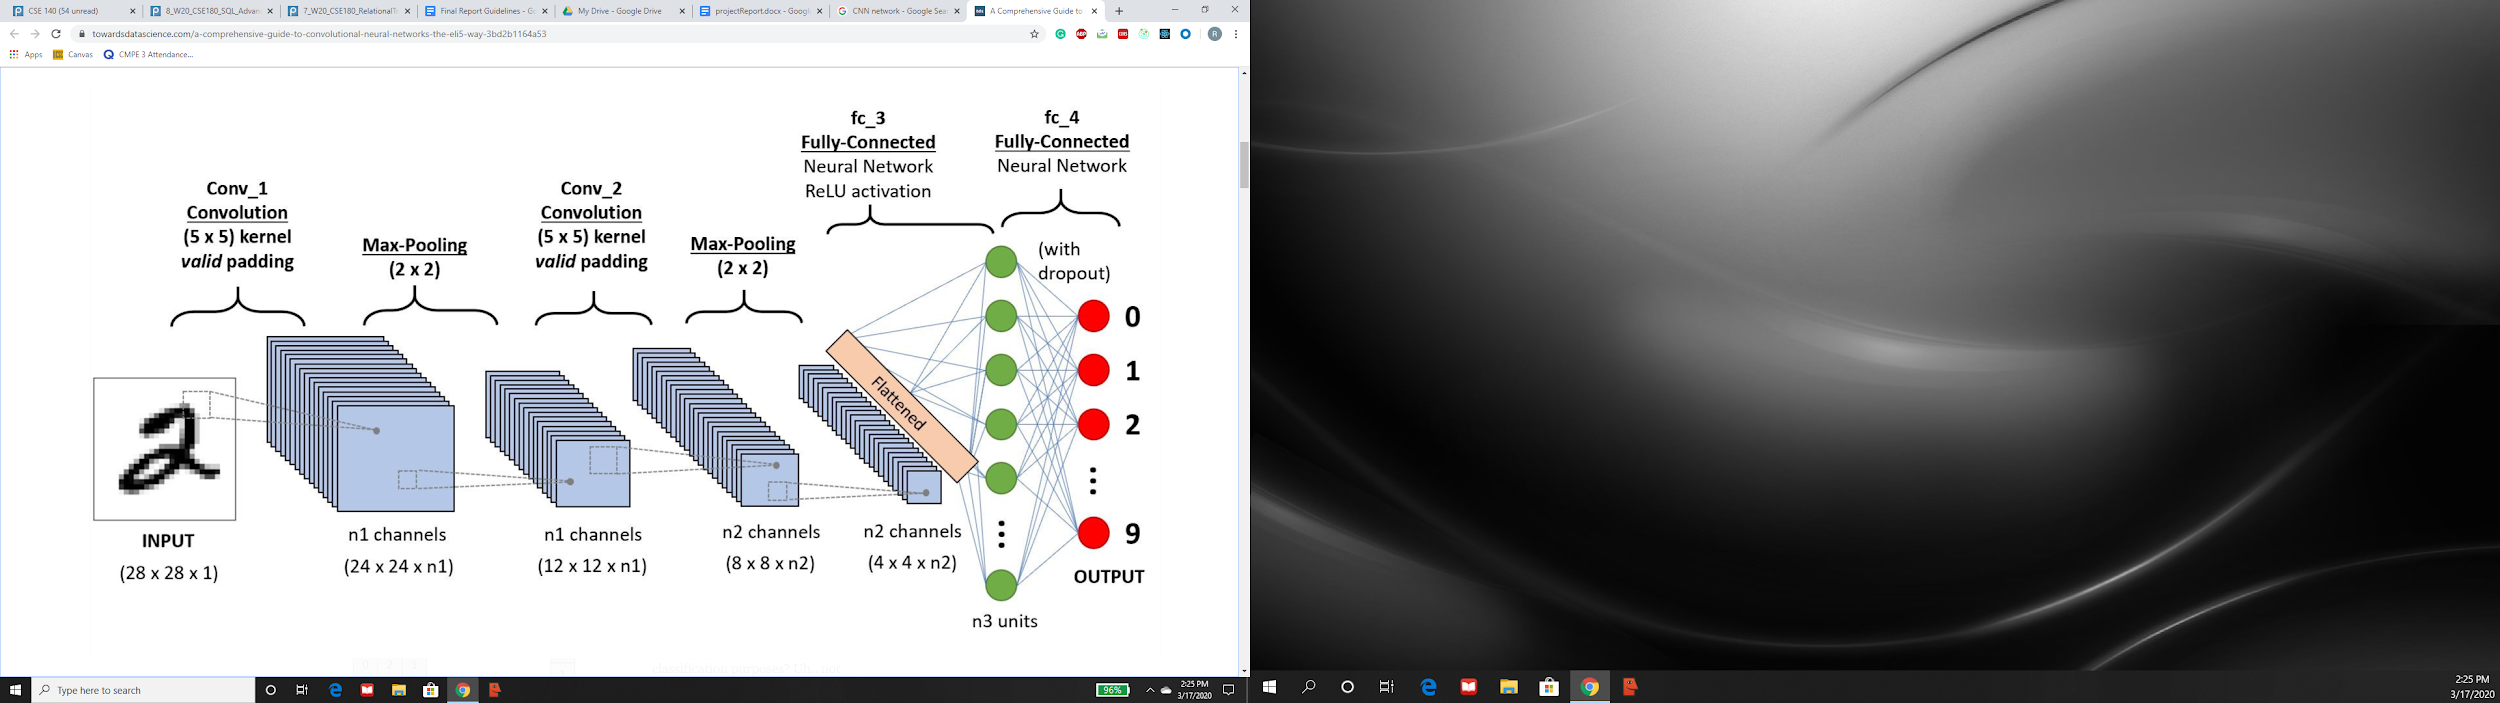 CSE 140 (54 unread)
8_W20_CSE180_SQL_Advan
7_W20_CSE180_RelationalT
Final Report Guidelines - Go
My Drive - Google Drive
projectReport.docx - Googl
CNN network - Google Sea
A Comprehensive Guide to
towardsdatascience.com/a-comprehensive-guide-to-convolutional-neural-networks-the-eli5-way-3bd2b1164a53
ABP
R
Apps
Canvas
CMPE 3 Attendance...
fc_3
Fully-Connected
Neural Network
ReLU activation
fc_4
Fully-Connected
Neural Network
Conv_1
Convolution
(5 x 5) kernel
valid padding
Max-Pooling
(2 x 2)
Conv_2
Convolution
(5 x 5) kernel
valid padding
Max-Pooling
(2 x 2)
(with
dropout)
0
1
2
9
Flattened
INPUT
(28 x 28 x 1)
n1 channels
(24 x 24 x n1)
n1 channels
(12 x 12 x n1)
n2 channels
(8 x 8 x n2)
n2 channels
(4 x 4 x n2)
OUTPUT
n3 units
Type here to search
96%
2:25 PM
3/17/2020
2:25 PM
3/17/2020